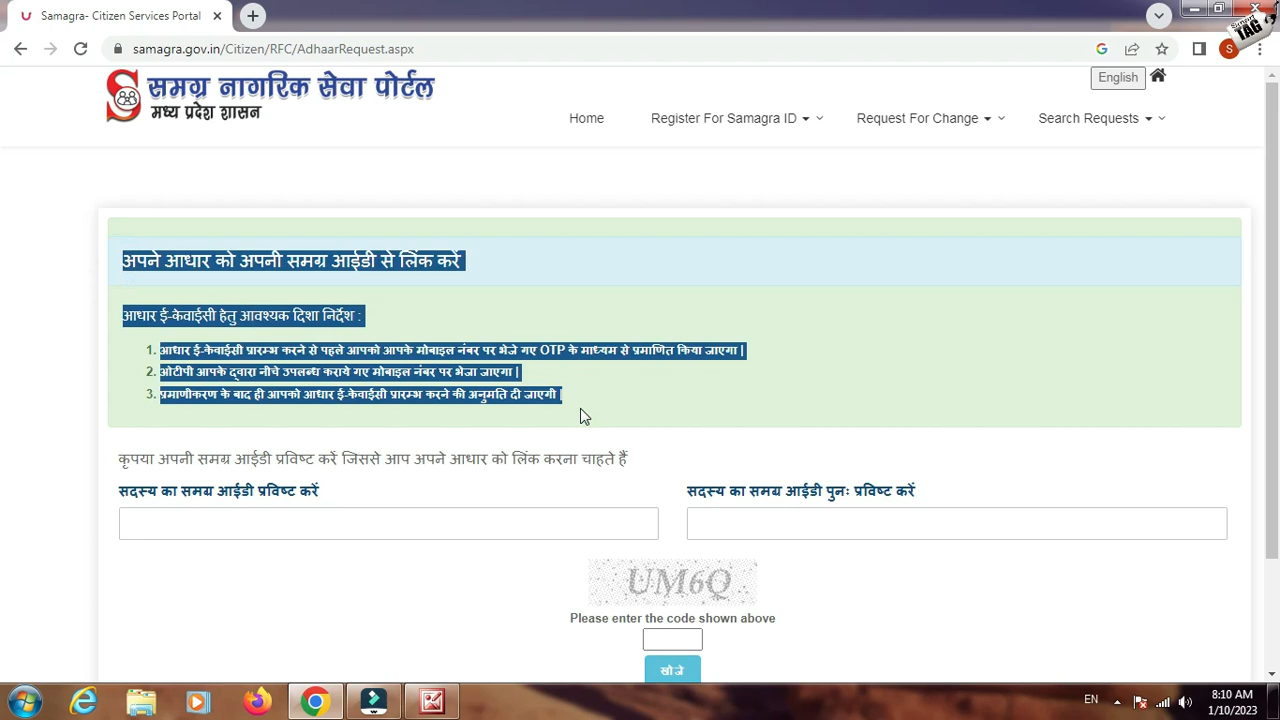 Samagra- Citizen Services Portal
samagra.gov.in/Citizen/RFC/AdhaarRequest.aspx
S
TAG
समग्र नागरिक सेवा पोर्टल
मध्य प्रदेश शासन
English
Home
Register For Samagra ID
Request For Change
Search Requests
अपने आधार को अपनी समग्र आईडी से लिंक करें
आधार ई-केवाईसी हेतु आवश्यक दिशा निर्देश :
1. आधार ई-केवाईसी प्रारम्भ करने से पहले आपको आपके मोबाइल नंबर पर भेजे गए OTP के माध्यम से प्रमाणित किया जाएगा |
2. ओटीपी आपके द्वारा नीचे उपलब्ध कराये गए मोबाइल नंबर पर भेजा जाएगा |
3. प्रमाणीकरण के बाद ही आपको आधार ई-केवाईसी प्रारम्भ करने की अनुमति दी जाएगी |
कृपया अपनी समग्र आईडी प्रविष्ट करें जिससे आप अपने आधार को लिंक करना चाहते हैं
सदस्य का समग्र आईडी प्रविष्ट करें
सदस्य का समग्र आईडी पुनः प्रविष्ट करें
UM6Q
Please enter the code shown above
खोजे
EN
8:10 AM
1/10/2023